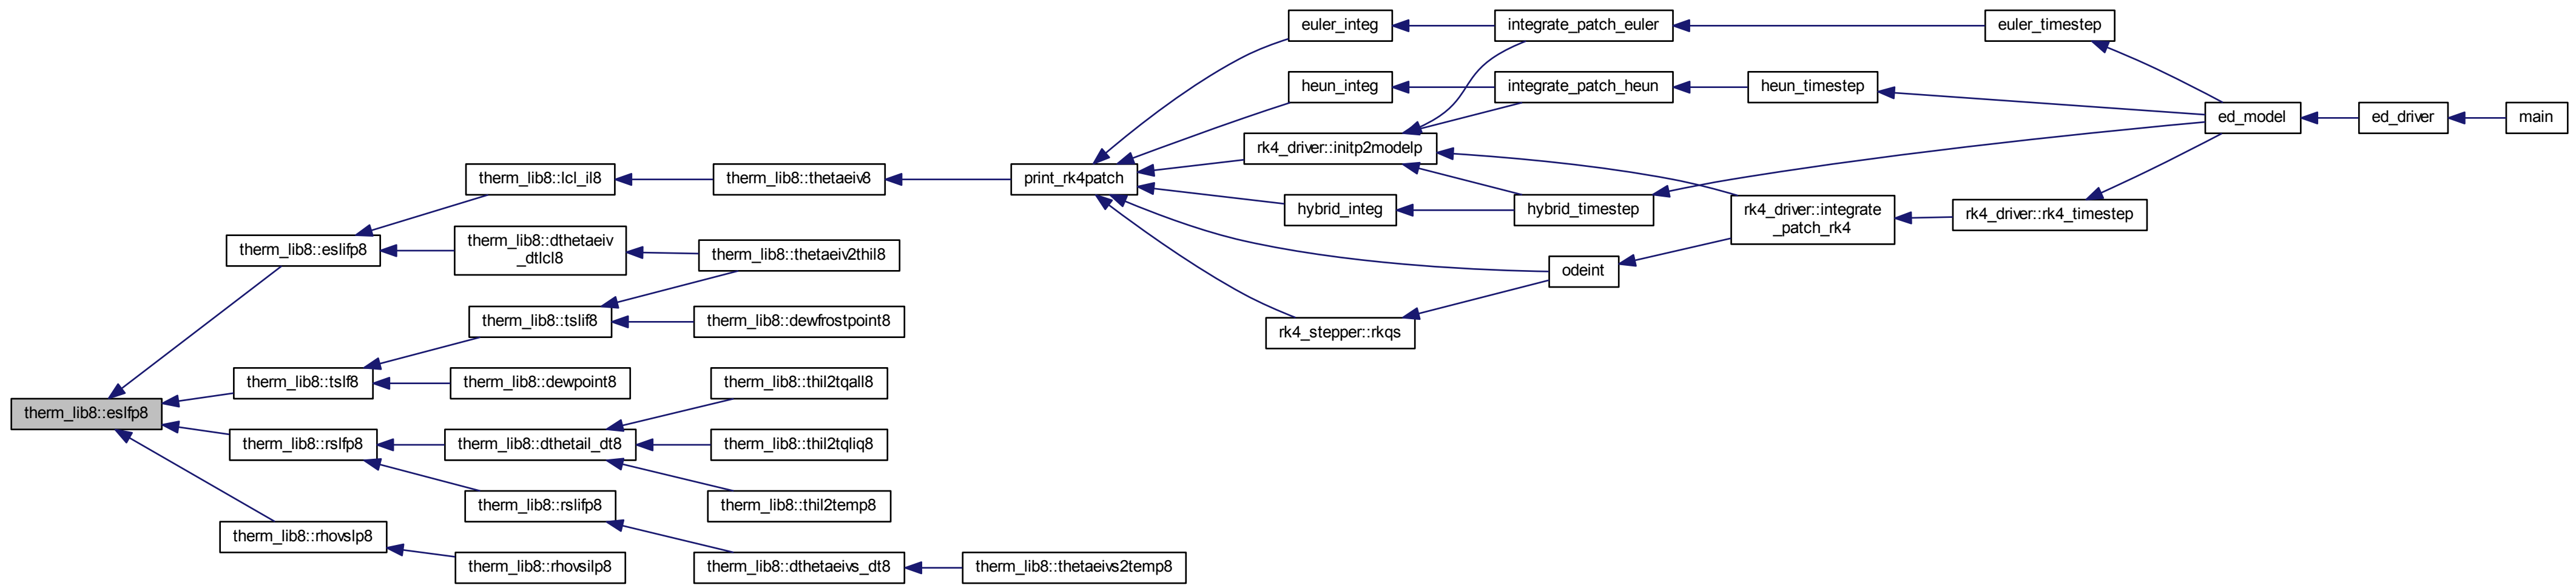 therm_lib8::eslfp8
therm_lib8::eslifp8
therm_lib8::tslf8
therm_lib8::rslfp8
therm_lib8::rhovslp8
therm_lib8::lcl_il8
therm_lib8::dthetaeiv
_dtlcl8
therm_lib8::tslif8
therm_lib8::dewpoint8
therm_lib8::dthetail_dt8
therm_lib8::rslifp8
therm_lib8::rhovsilp8
therm_lib8::thetaeiv8
therm_lib8::thetaeiv2thil8
therm_lib8::dewfrostpoint8
therm_lib8::thil2tqall8
therm_lib8::thil2tqliq8
therm_lib8::thil2temp8
therm_lib8::dthetaeivs_dt8
therm_lib8::thetaeivs2temp8
print_rk4patch
euler_integ
heun_integ
rk4_driver::initp2modelp
hybrid_integ
rk4_stepper::rkqs
integrate_patch_euler
integrate_patch_heun
hybrid_timestep
odeint
heun_timestep
rk4_driver::integrate
_patch_rk4
euler_timestep
rk4_driver::rk4_timestep
ed_model
ed_driver
main